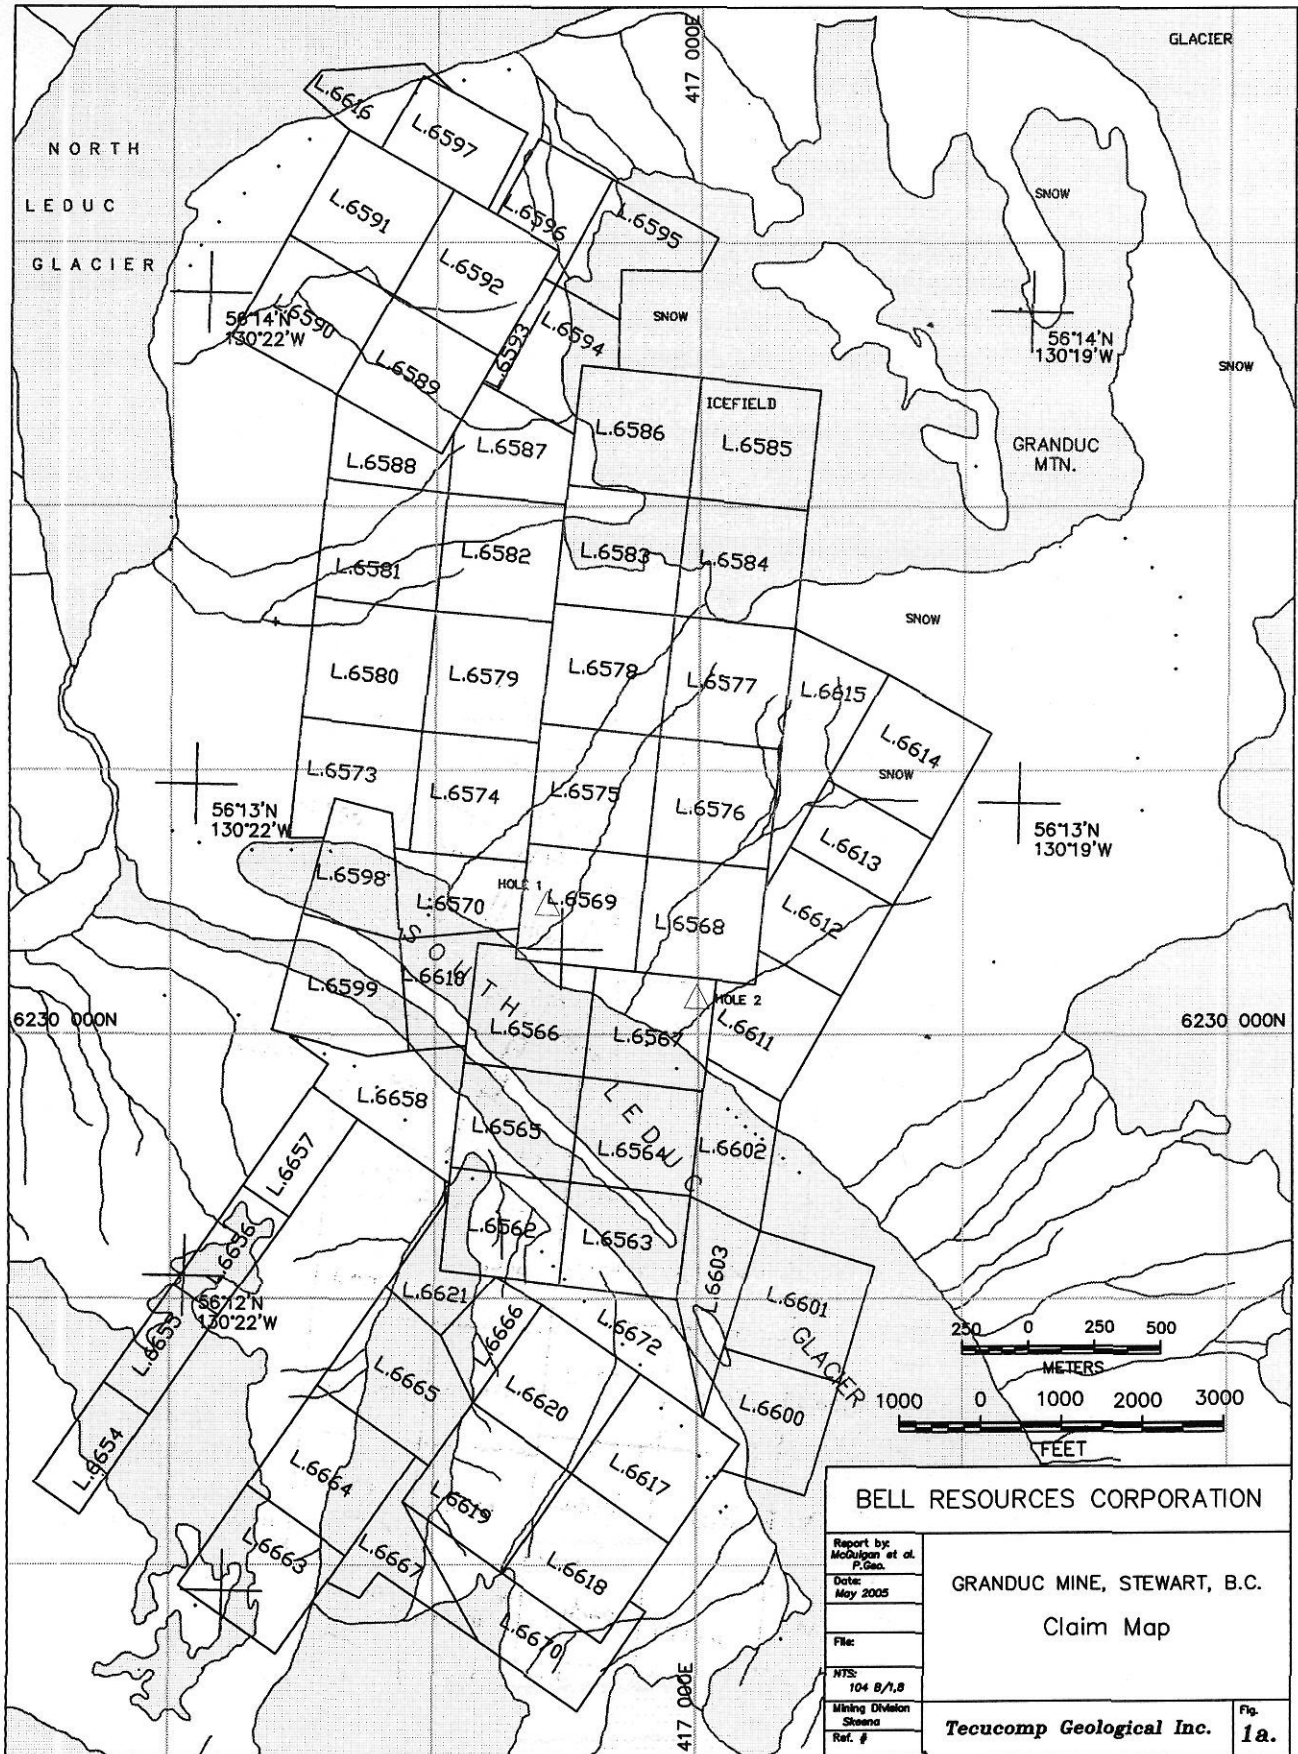 417 000E
GLACIER
L.6616
L.6597
NORTH
LEDUC
GLACIER
SNOW
L.6591
L.6596
L.6595
L.6592
56°14'N
130°22'W
L.6590
L.6593
L.6594
SNOW
56°14'N
130°19'W
SNOW
L.6589
ICEFIELD
L.6586
L.6585
GRANDUC
MTN.
L.6587
L.6588
L.6581
L.6582
L.6583
L.6584
SNOW
L.6580
L.6579
L.6578
L.6577
L.6615
L.6614
SNOW
L.6573
L.6574
L.6575
L.6576
56°13'N
130°22'W
56°13'N
130°19'W
L.6613
L.6598
L.6570
HOLE 1
L.6569
L.6568
L.6612
SOUTH
L.6599
L.6610
HOLE 2
L.6566
L.6567
L.6611
6230 000N
6230 000N
L.6658
LEDUC
L.6565
L.6564
L.6602
L.6657
L.6562
L.6563
L.6656
L.6603
L.6621
L.6601
56°12'N
130°22'W
L.6653
L.6666
L.6672
GLACIER
250 0 250 500
METERS
L.6665
L.6620
L.6600
1000 0 1000 2000 3000
FEET
L.6654
L.6664
L.6619
L.6617
L.6663
L.6667
L.6618
L.6670
417 000E
BELL RESOURCES CORPORATION
Report by:
McGuigan et al.
P.Geo.
Date:
May 2005
File:
NTS:
104 B/1,8
Mining Division
Skeena
Ref. #
GRANDUC MINE, STEWART, B.C.
Claim Map
Tecucomp Geological Inc.
Fig.
1a.